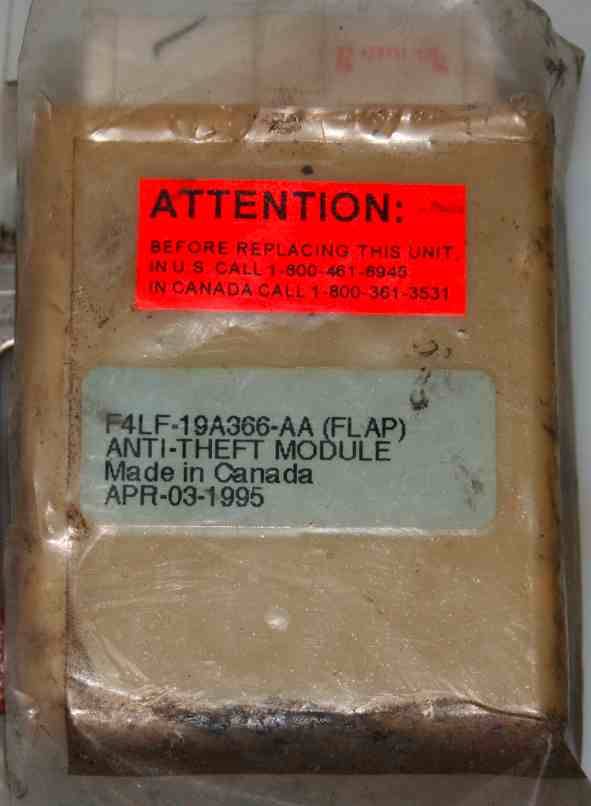 ATTENTION:
BEFORE REPLACING THIS UNIT,
IN U.S. CALL 1-800-461-8945
IN CANADA CALL 1-800-361-3531
F4LF-19A366-AA (FLAP)
ANTI-THEFT MODULE
Made in Canada
APR-03-1995